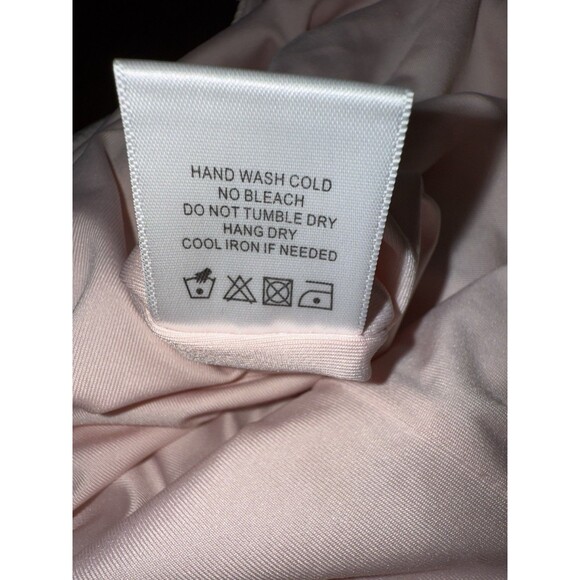 HAND WASH COLD
NO BLEACH
DO NOT TUMBLE DRY
HANG DRY
COOL IRON IF NEEDED